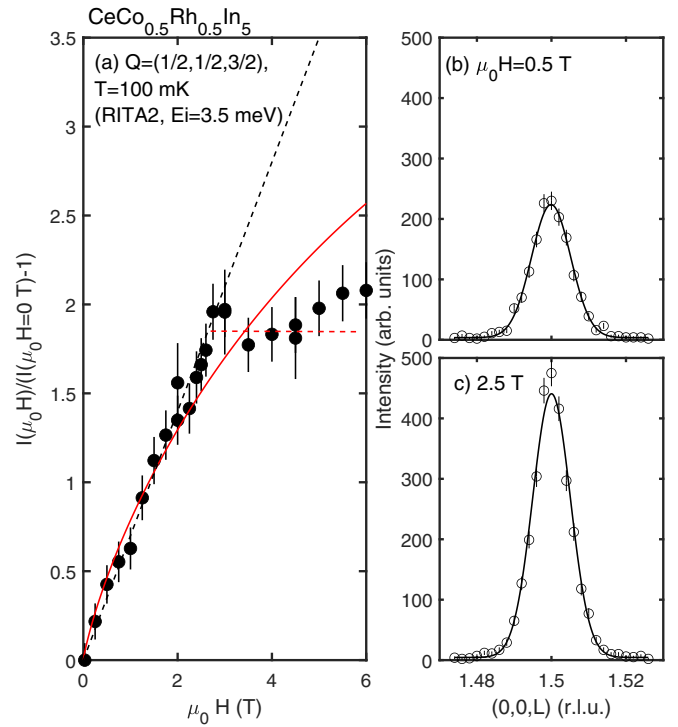 CeCo0.5Rh0.5In5
(a) Q=(1/2,1/2,3/2),
T=100 mK
(RITA2, Ei=3.5 meV)
I(μ0H)/(I(μ0H=0 T)-1)
3.5
3
2.5
2
1.5
1
0.5
0
0 2 4 6
μ0 H (T)
(b) μ0H=0.5 T
500
400
300
200
100
0
Intensity (arb. units)
c) 2.5 T
500
400
300
200
100
0
1.48 1.5 1.52
(0,0,L) (r.l.u.)